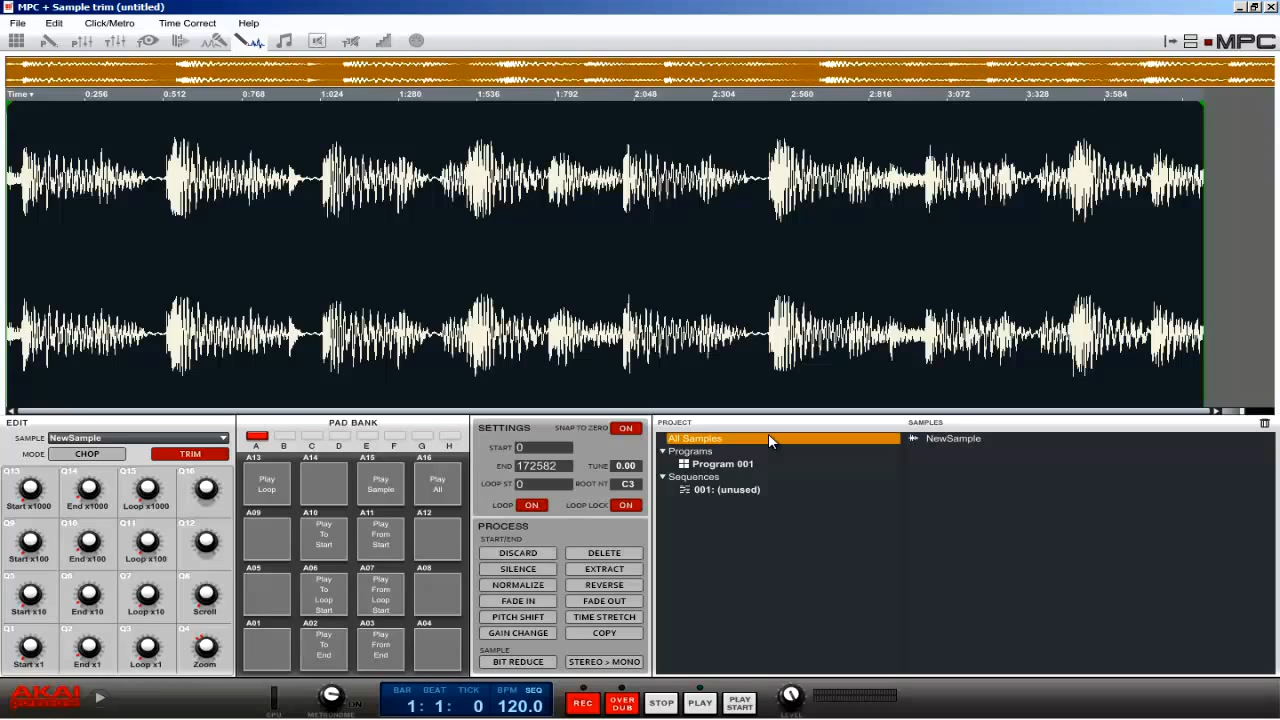 MPC + Sample trim (untitled)
File Edit Click/Metro Time Correct Help
MPC
Time 0:256 0:512 0:768 1:024 1:280 1:536 1:792 2:048 2:304 2:560 2:816 3:072 3:328 3:584
EDIT
SAMPLE NewSample
MODE CHOP TRIM
Q13 Q14 Q15 Q16
Start x1000 End x1000 Loop x1000
Q9 Q10 Q11 Q12
Start x100 End x100 Loop x100
Q5 Q6 Q7 Q8
Start x10 End x10 Loop x10 Scroll
Q1 Q2 Q3 Q4
Start x1 End x1 Loop x1 Zoom
PAD BANK
A B C D E F G H
A13 A14 A15 A16
Play Loop
Play Sample
Play All
A09 A10 A11 A12
Play To Start
Play From Start
A05 A06 A07 A08
Play To Loop Start
Play From Loop Start
A01 A02 A03 A04
Play To End
Play From End
SETTINGS SNAP TO ZERO ON
START 0
END 172582 TUNE 0.00
LOOP ST 0 ROOT NT C3
LOOP ON LOOP LOCK ON
PROCESS
START/END
DISCARD DELETE
SILENCE EXTRACT
NORMALIZE REVERSE
FADE IN FADE OUT
PITCH SHIFT TIME STRETCH
GAIN CHANGE COPY
SAMPLE
BIT REDUCE STEREO > MONO
PROJECT SAMPLES
All Samples NewSample
Programs
Program 001
Sequences
001: (unused)
AKAI professional
CPU
METRONOME ON
BAR BEAT TICK BPM SEQ
1: 1: 0 120.0
REC
OVER DUB
STOP
PLAY
PLAY START
LEVEL